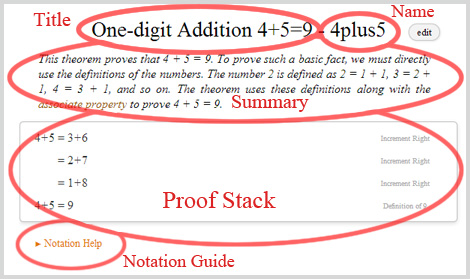 Title
Name
One-digit Addition 4+5=9 - 4plus5
edit
This theorem proves that 4 + 5 = 9. To prove such a basic fact, we must directly
use the definitions of the numbers. The number 2 is defined as 2 = 1 + 1, 3 = 2 +
1, 4 = 3 + 1, and so on. The theorem uses these definitions along with the
associate property to prove 4 + 5 = 9.
Summary
4+5 = 3+6 Increment Right
= 2+7 Increment Right
= 1+8 Increment Right
4+5 = 9 Definition of 9
Proof Stack
► Notation Help
Notation Guide